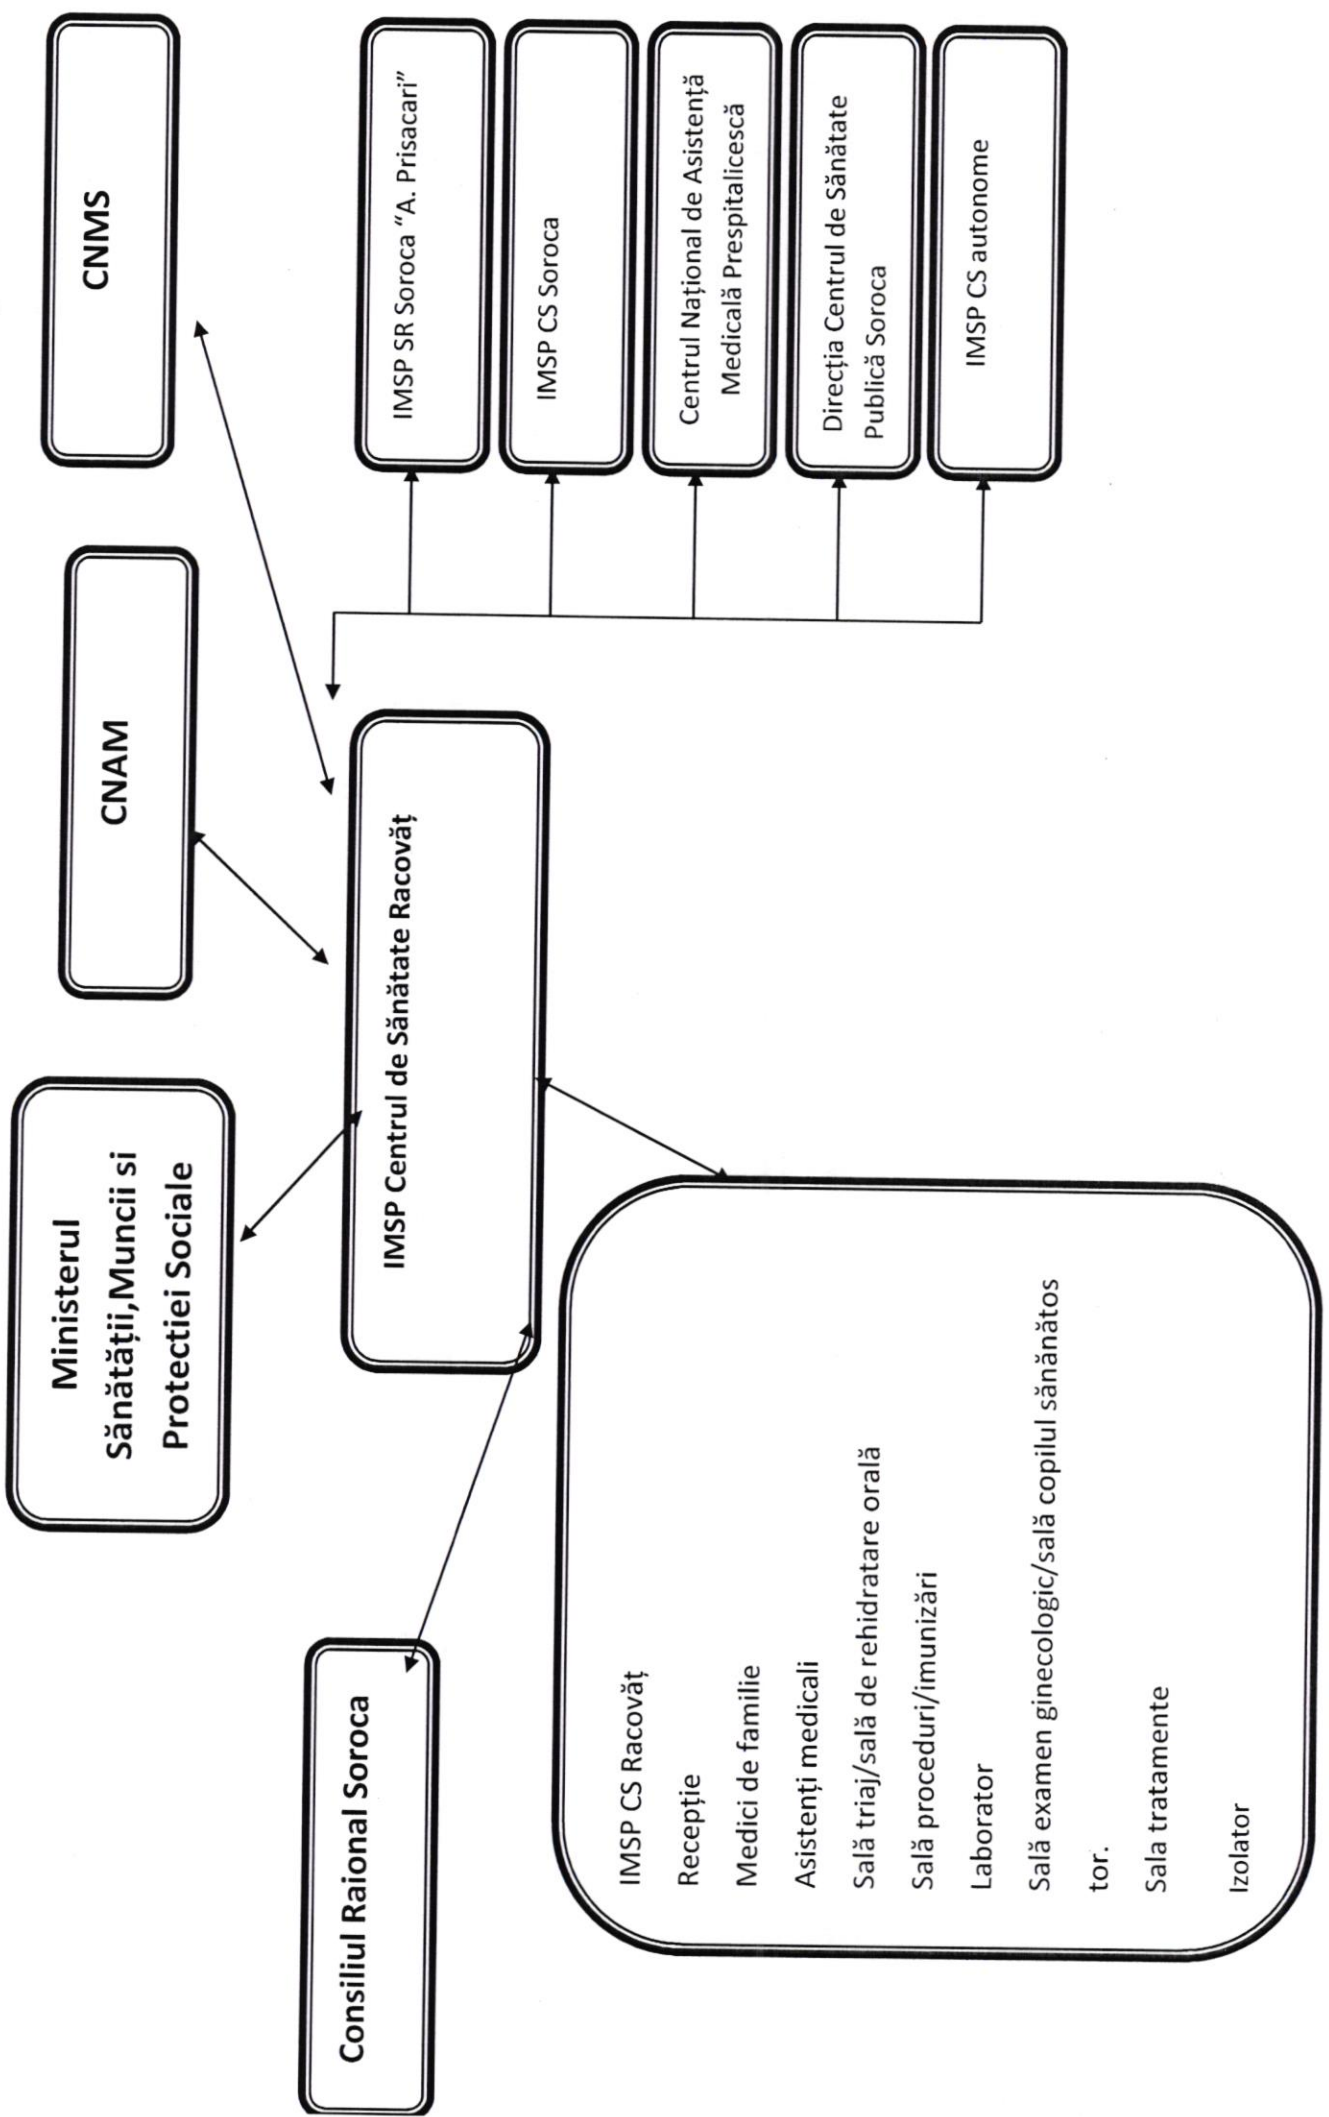 Consiliul Raional Soroca
Ministerul
Sănătății,Muncii si
Protectiei Sociale
CNAM
CNMS
IMSP Centrul de Sănătate Racovăț
IMSP SR Soroca “A. Prisacari”
IMSP CS Soroca
Centrul Național de Asistență
Medicală Prespitalicescă
Direcția Centrul de Sănătate
Publică Soroca
IMSP CS autonome
IMSP CS Racovăț
Recepție
Medici de familie
Asistenți medicali
Sală triaj/sală de rehidratare orală
Sală proceduri/imunizări
Laborator
Sală examen ginecologic/sală copilul sănănătos
tor.
Sala tratamente
Izolator